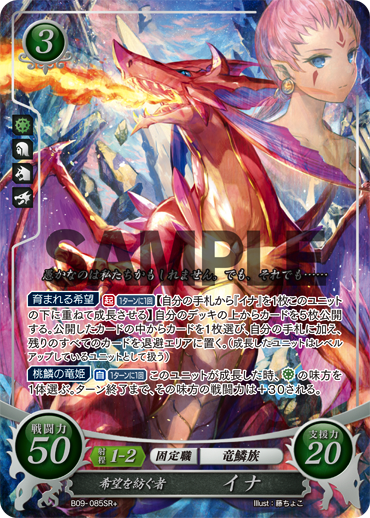 3
SAMPLE
愚かなのは私たちかもしれません。でも、それでも……
育まれる希望 起 1ターンに1回 【自分の手札から「イナ」を1枚このユニット
の下に重ねて成長させる】自分のデッキの上からカードを5枚公開
する。公開したカードの中からカードを1枚選び、自分の手札に加え、
残りのすべてのカードを退避エリアに置く。(成長したユニットはレベル
アップしているユニットとして扱う)
桃鱗の竜姫 自 1ターンに1回 このユニットが成長した時、の味方を
1体選ぶ。ターン終了まで、その味方の戦闘力は+30される。
戦闘力
50
射程 1-2 固定職 竜鱗族
支援力
20
希望を紡ぐ者 イナ
B09-085SR+ Illust:藤ちょこ